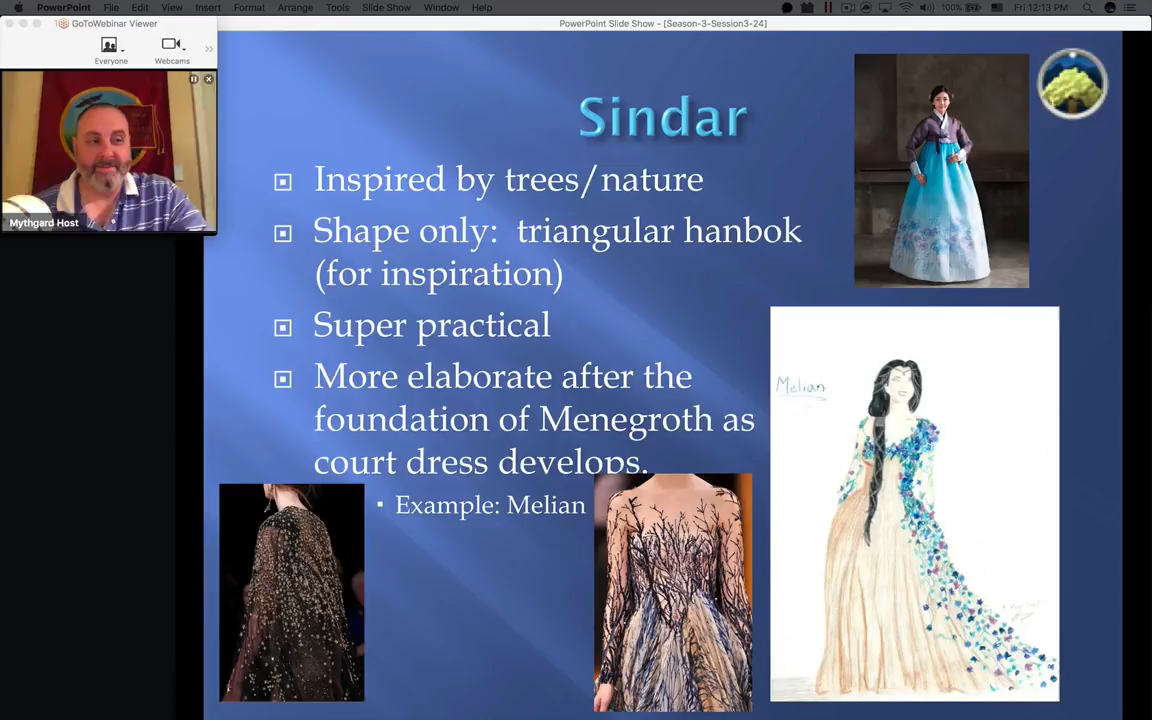 PowerPoint File Edit View Insert Format Arrange Tools Slide Show Window Help 100% Fri 12:13 PM
GoToWebinar Viewer
PowerPoint Slide Show - [Season-3-Session3-24]
Everyone Webcams
Mythgard Host
Sindar
Inspired by trees/nature
Shape only: triangular hanbok
(for inspiration)
Super practical
More elaborate after the
foundation of Menegroth as
court dress develops.
Example: Melian
Melian